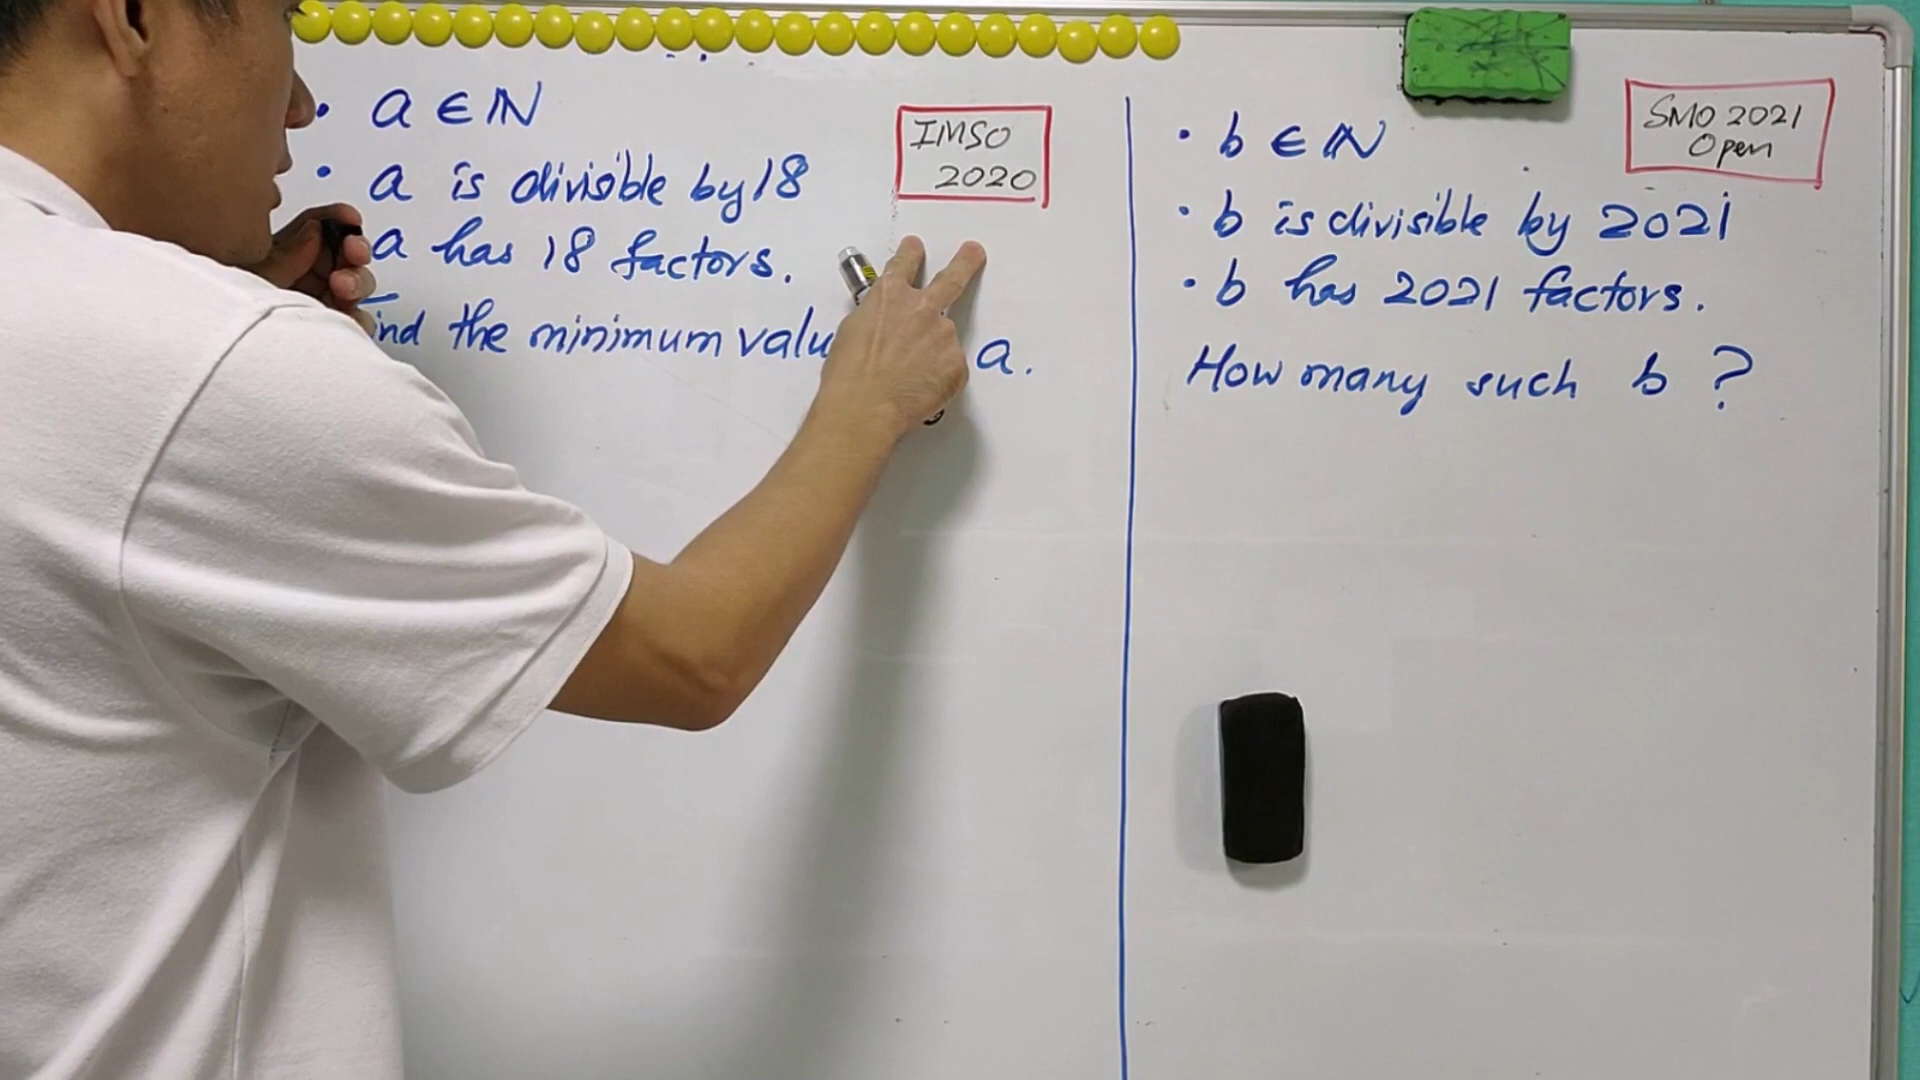 • a ∈ ℕ
• a is divisible by 18
a has 18 factors.
ind the minimum valu a.
IMSO
2020
• b ∈ ℕ
• b is divisible by 2021
• b has 2021 factors.
How many such b ?
SMO 2021
Open